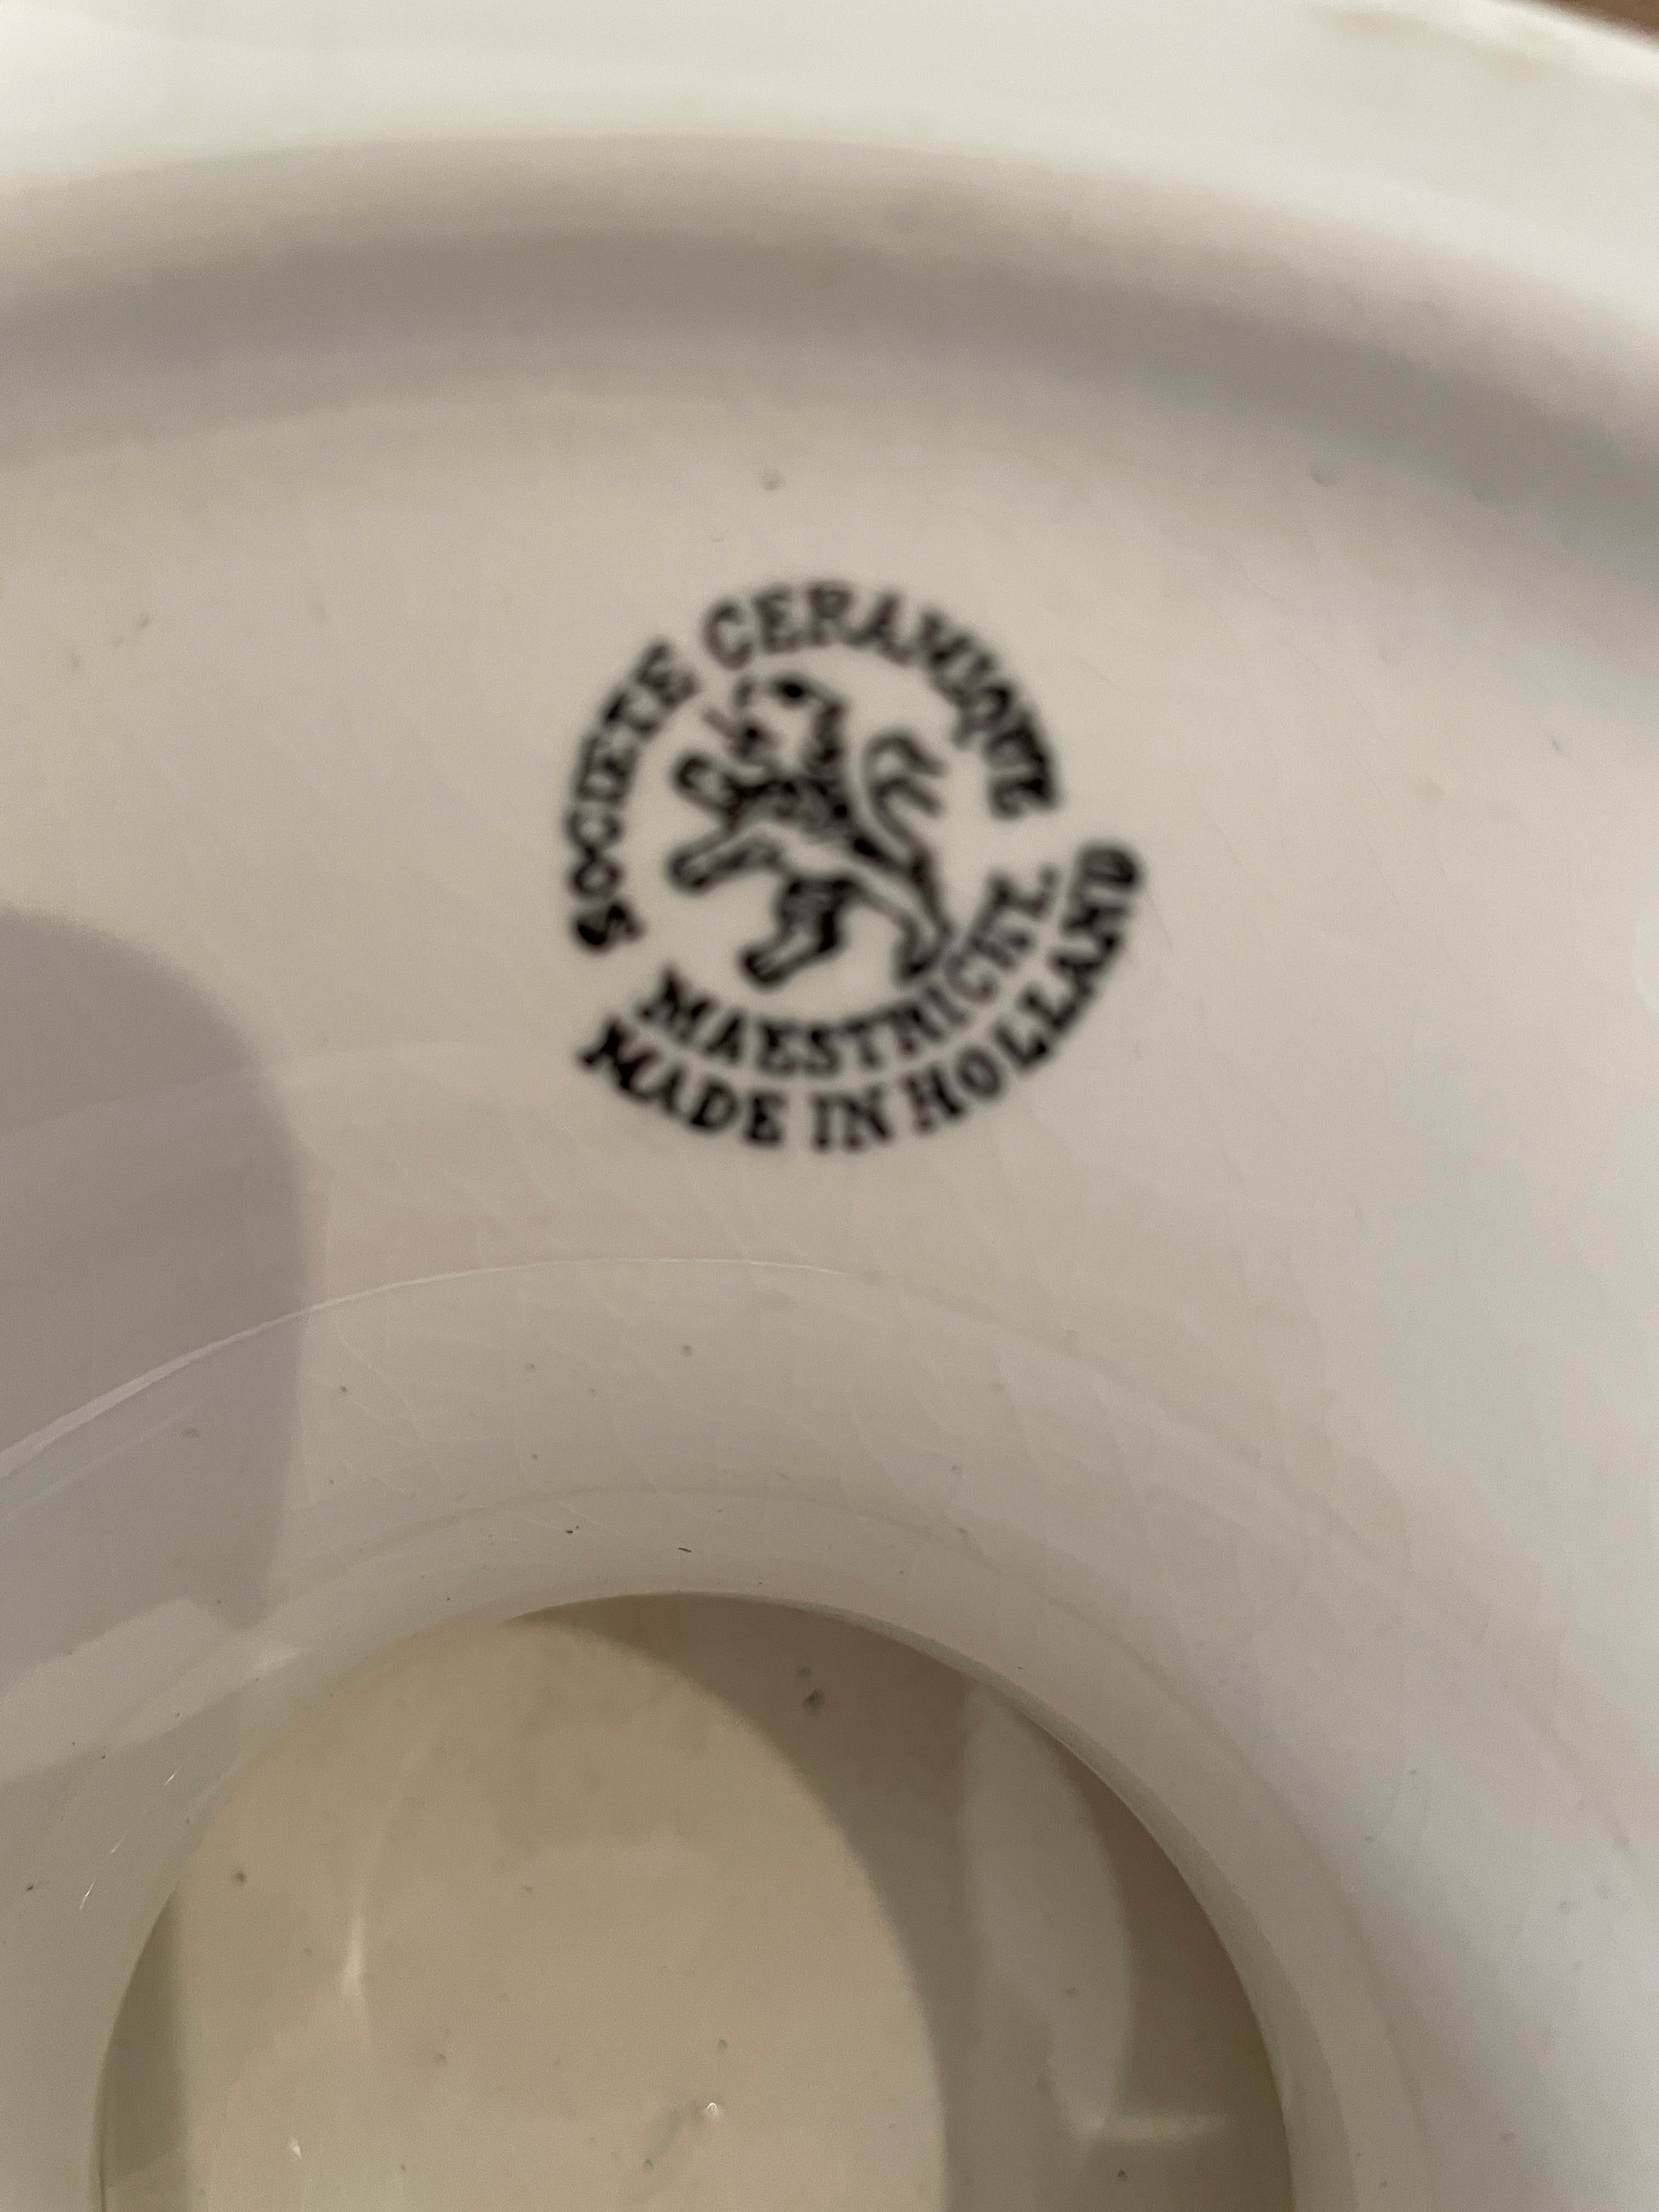 SOCIETE CERAMIQUE
MAESTRICHT
MADE IN HOLLAND